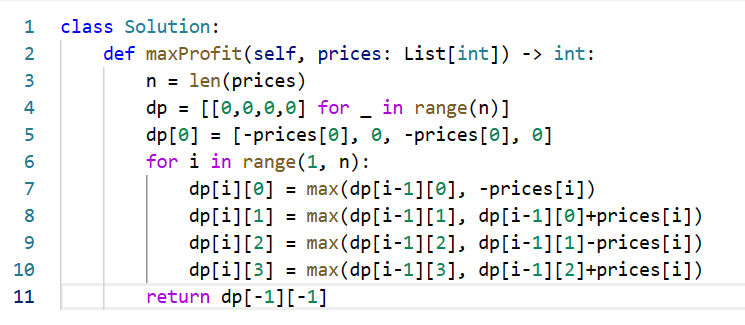 1 class Solution:
2     def maxProfit(self, prices: List[int]) -> int:
3         n = len(prices)
4         dp = [[0,0,0,0] for _ in range(n)]
5         dp[0] = [-prices[0], 0, -prices[0], 0]
6         for i in range(1, n):
7             dp[i][0] = max(dp[i-1][0], -prices[i])
8             dp[i][1] = max(dp[i-1][1], dp[i-1][0]+prices[i])
9             dp[i][2] = max(dp[i-1][2], dp[i-1][1]-prices[i])
10             dp[i][3] = max(dp[i-1][3], dp[i-1][2]+prices[i])
11         return dp[-1][-1]